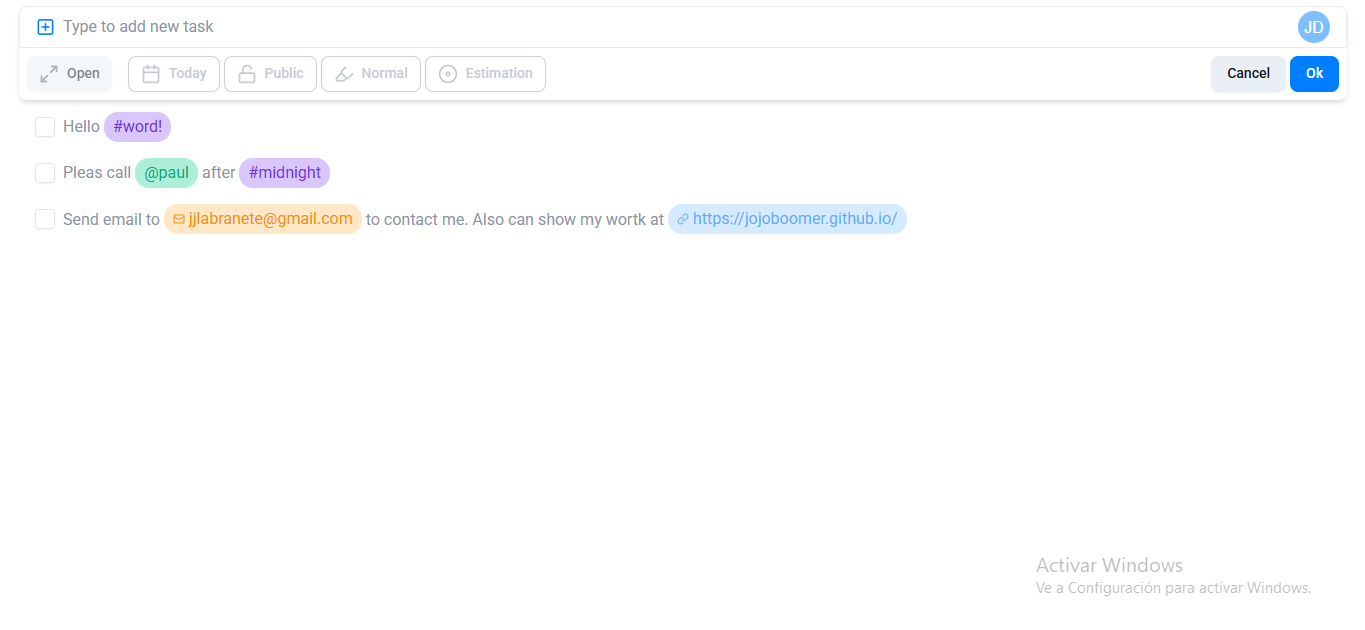 Type to add new task JD
Open Today Public Normal Estimation Cancel Ok
Hello #word!
Pleas call @paul after #midnight
Send email to jjlabranete@gmail.com to contact me. Also can show my wortk at https://jojoboomer.github.io/
Activar Windows
Ve a Configuración para activar Windows.